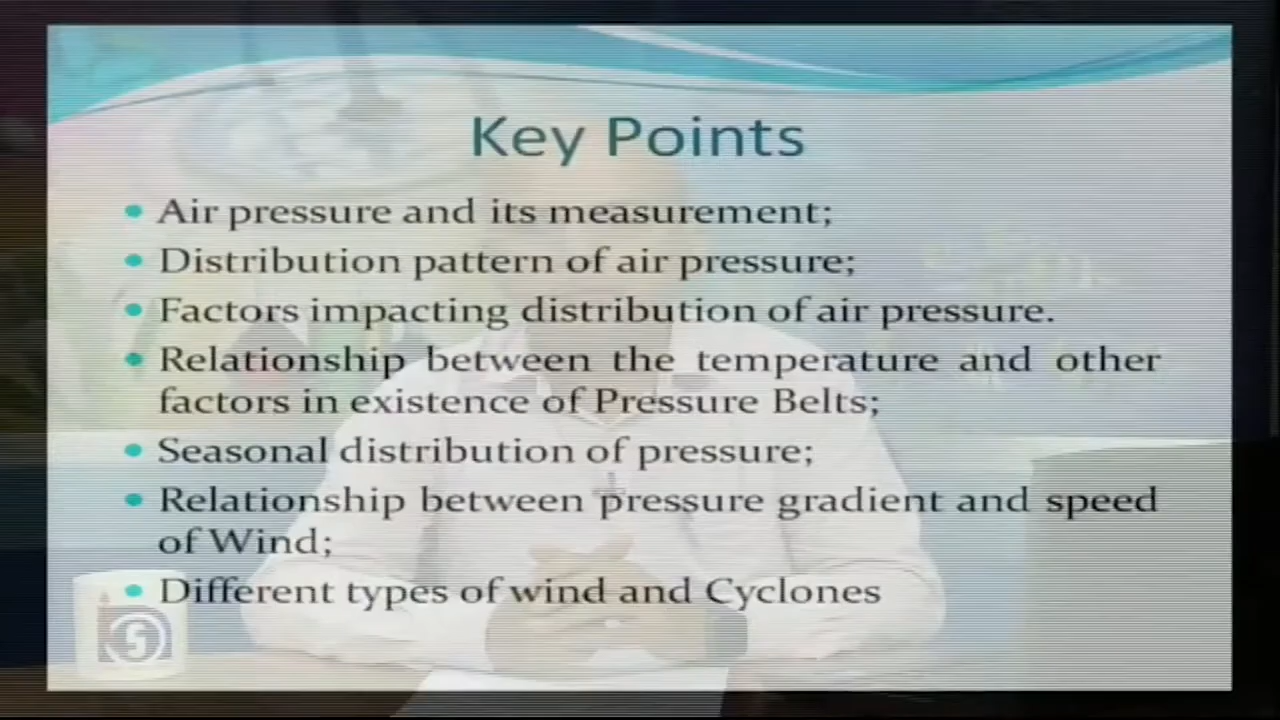 Key Points
• Air pressure and its measurement;
• Distribution pattern of air pressure;
• Factors impacting distribution of air pressure.
• Relationship between the temperature and other
factors in existence of Pressure Belts;
• Seasonal distribution of pressure;
• Relationship between pressure gradient and speed
of Wind;
• Different types of wind and Cyclones
5